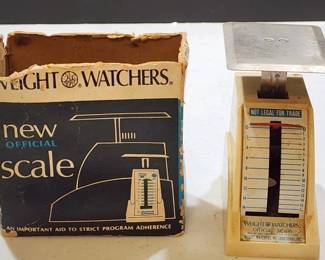 WEIGHT WATCHERS®
new
OFFICIAL
scale
AN IMPORTANT AID TO STRICT PROGRAM ADHERENCE
NOT LEGAL FOR TRADE
WEIGHT WATCHERS
OFFICIAL SCALE